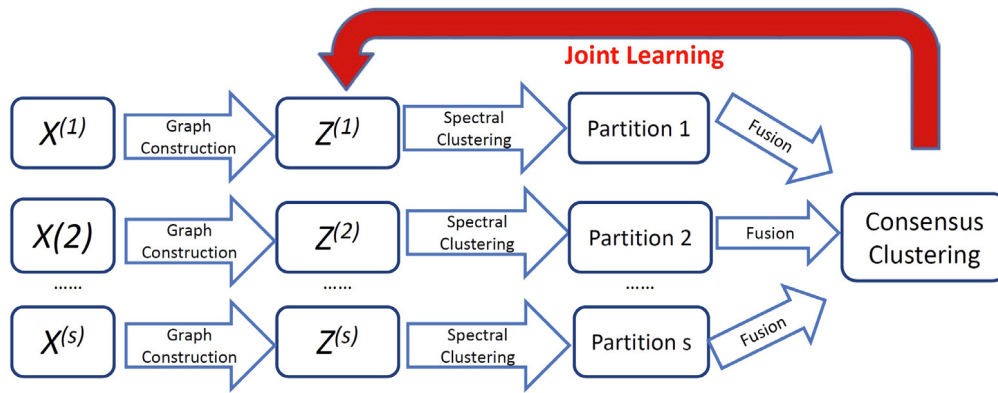 Joint Learning
X(1)
Graph
Construction
Z(1)
Spectral
Clustering
Partition 1
Fusion
X(2)
Graph
Construction
Z(2)
Spectral
Clustering
Partition 2
Fusion
Consensus
Clustering
......
......
......
X(s)
Graph
Construction
Z(s)
Spectral
Clustering
Partition s
Fusion